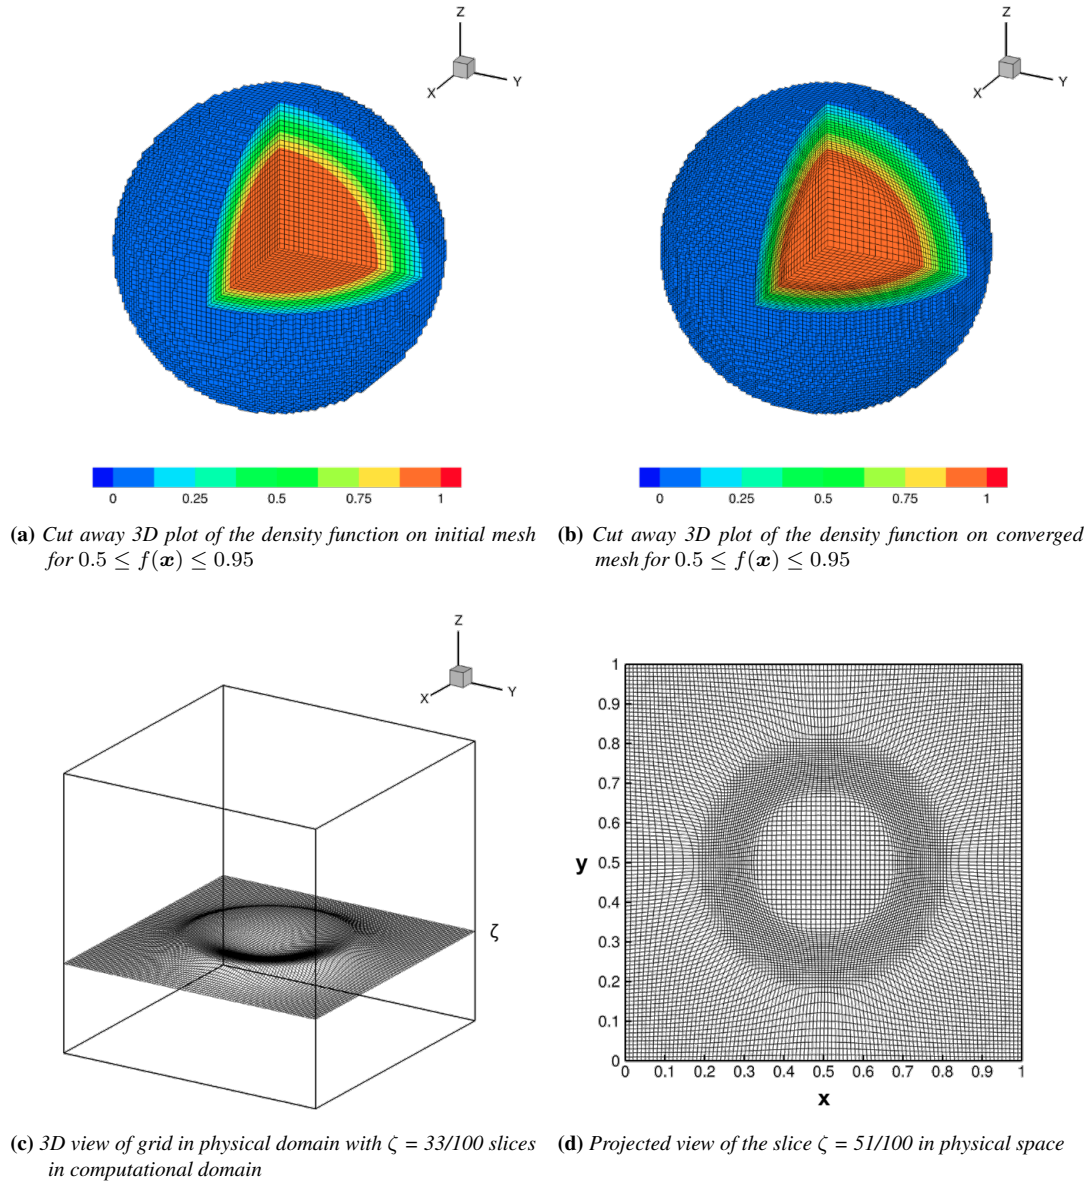 Z
Y
X
Z
Y
X
0 0.25 0.5 0.75 1
0 0.25 0.5 0.75 1
(a) Cut away 3D plot of the density function on initial mesh
for 0.5 ≤ f(𝒙) ≤ 0.95
(b) Cut away 3D plot of the density function on converged
mesh for 0.5 ≤ f(𝒙) ≤ 0.95
Z
Y
X
ζ
1
0.9
0.8
0.7
0.6
y
0.5
0.4
0.3
0.2
0.1
0
0 0.1 0.2 0.3 0.4 0.5 0.6 0.7 0.8 0.9 1
x
(c) 3D view of grid in physical domain with ζ = 33/100 slices
in computational domain
(d) Projected view of the slice ζ = 51/100 in physical space